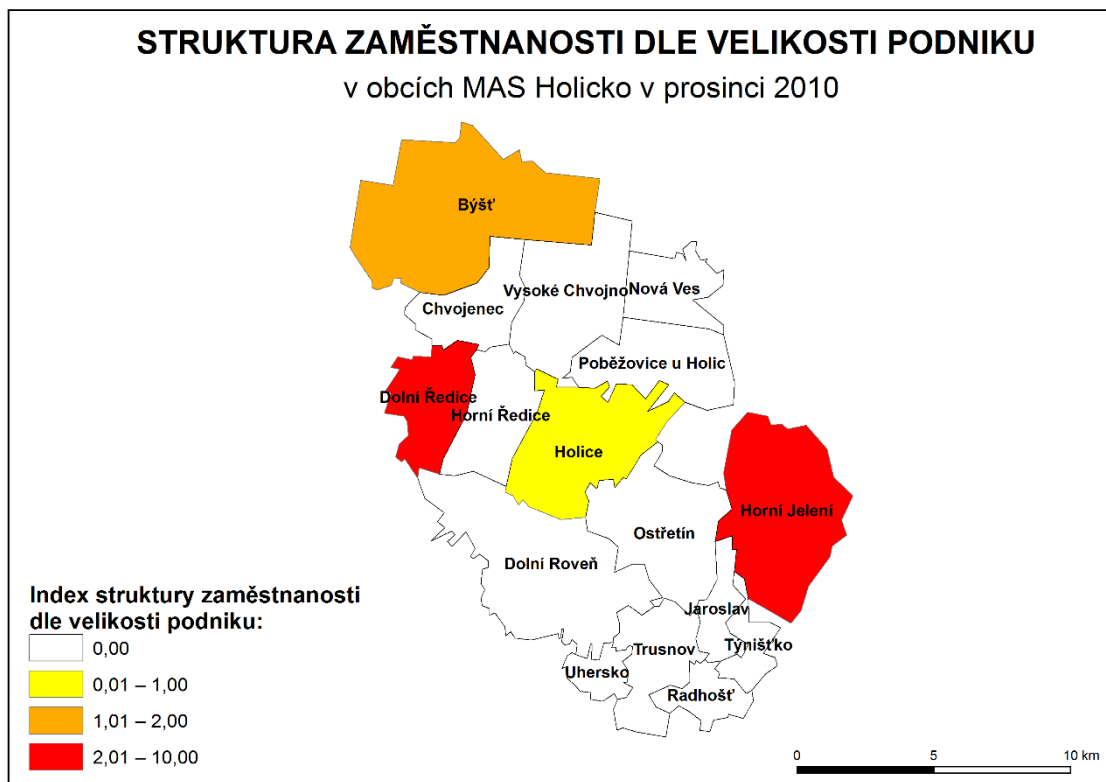 STRUKTURA ZAMĚSTNANOSTI DLE VELIKOSTI PODNIKU
v obcích MAS Holicko v prosinci 2010
Býšť
Vysoké Chvojno
Nová Ves
Chvojenec
Poběžovice u Holic
Dolní Ředice
Horní Ředice
Holice
Horní Jelení
Ostřetín
Dolní Roveň
Jaroslav
Týnišťko
Trusnov
Uhersko
Radhošť
Index struktury zaměstnanosti
dle velikosti podniku:
0,00
0,01 – 1,00
1,01 – 2,00
2,01 – 10,00
0 5 10 km